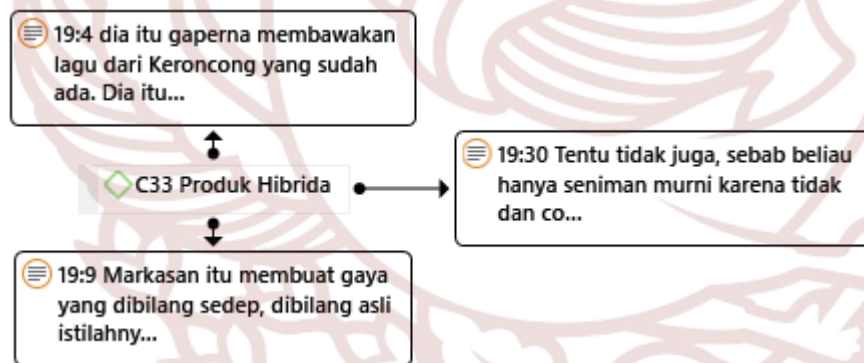 19:4 dia itu gaperna membawakan
lagu dari Keroncong yang sudah
ada. Dia itu...
C33 Produk Hibrida
19:30 Tentu tidak juga, sebab beliau
hanya seniman murni karena tidak
dan co...
19:9 Markasan itu membuat gaya
yang dibilang sedep, dibilang asli
istilahny...